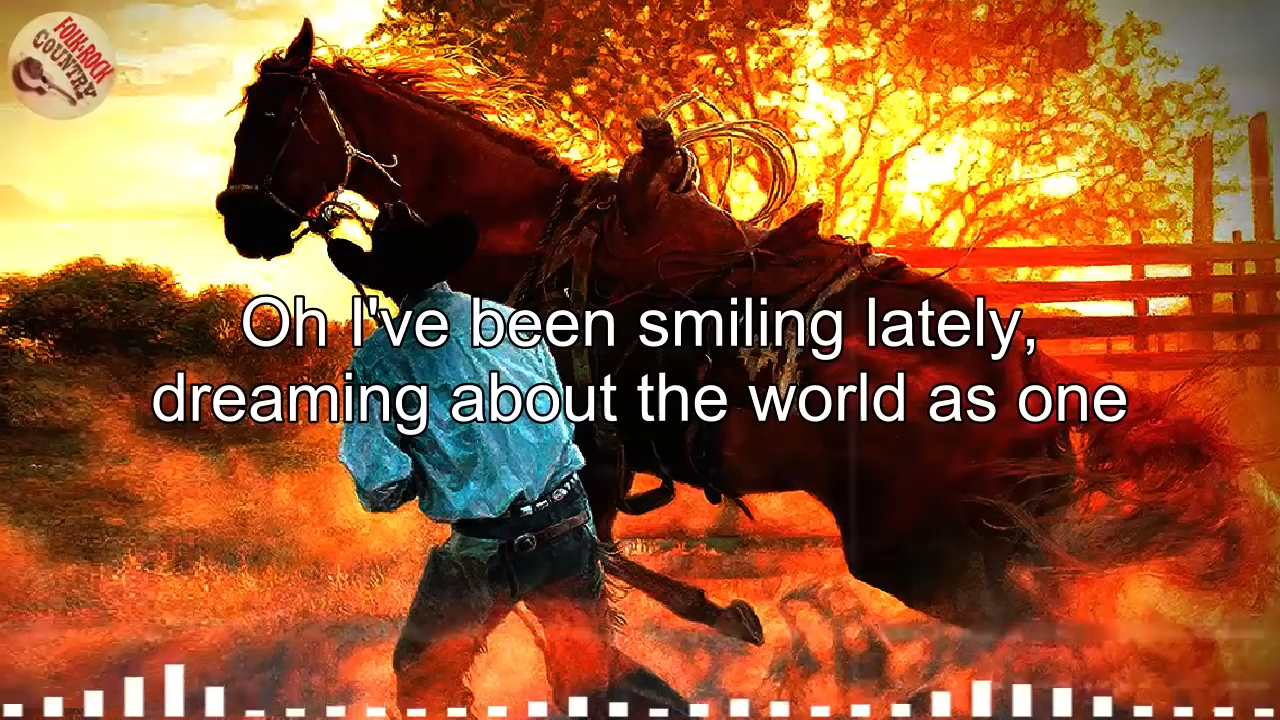 FOLK & ROCK
COUNTRY
Oh I've been smiling lately,
dreaming about the world as one